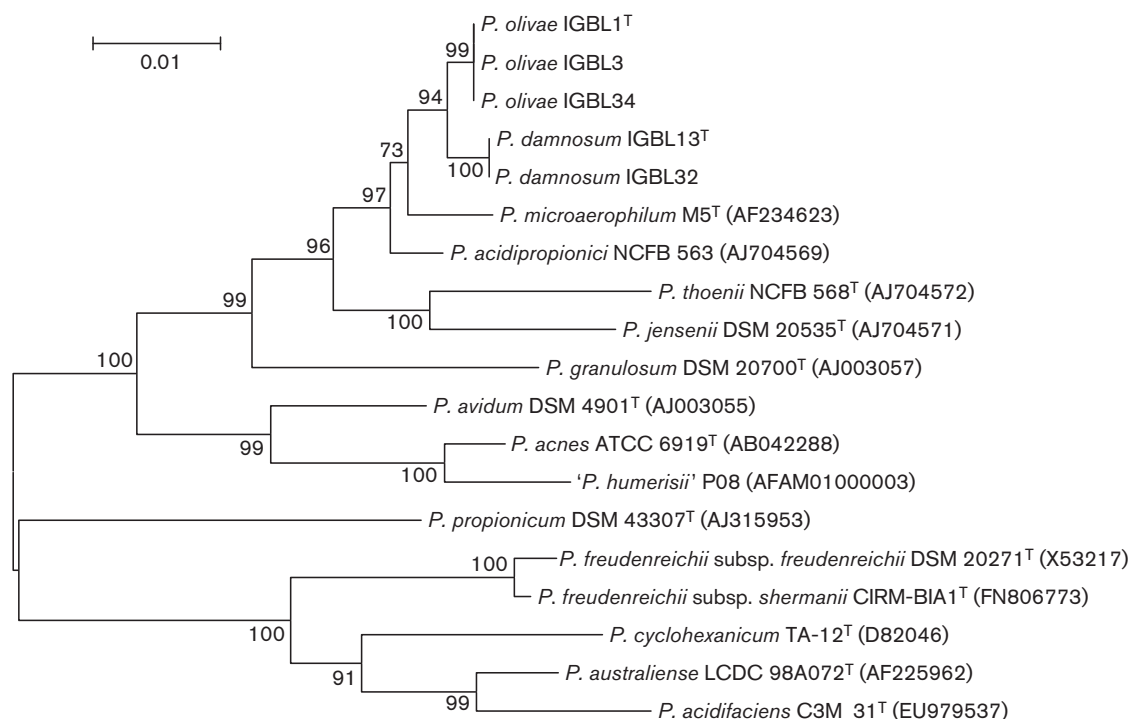 P. olivae IGBL1ᵀ
0.01
99
P. olivae IGBL3
P. olivae IGBL34
94
P. damnosum IGBL13ᵀ
73
100
P. damnosum IGBL32
97
P. microaerophilum M5ᵀ (AF234623)
96
P. acidipropionici NCFB 563 (AJ704569)
99
P. thoenii NCFB 568ᵀ (AJ704572)
100
P. jensenii DSM 20535ᵀ (AJ704571)
100
P. granulosum DSM 20700ᵀ (AJ003057)
P. avidum DSM 4901ᵀ (AJ003055)
99
P. acnes ATCC 6919ᵀ (AB042288)
100
‘P. humerisii’ P08 (AFAM01000003)
P. propionicum DSM 43307ᵀ (AJ315953)
100
P. freudenreichii subsp. freudenreichii DSM 20271ᵀ (X53217)
P. freudenreichii subsp. shermanii CIRM-BIA1ᵀ (FN806773)
100
P. cyclohexanicum TA-12ᵀ (D82046)
91
P. australiense LCDC 98A072ᵀ (AF225962)
99
P. acidifaciens C3M_31ᵀ (EU979537)